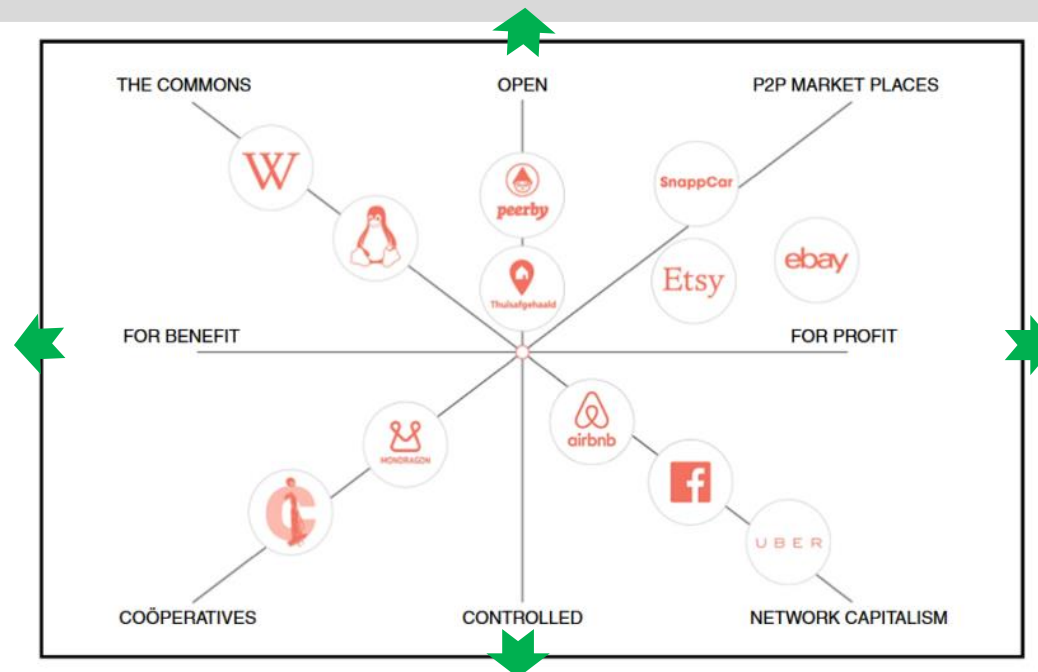 THE COMMONS
OPEN
P2P MARKET PLACES
W
peerby
SnappCar
Thuisafgehaald
Etsy
ebay
FOR BENEFIT
FOR PROFIT
MONDRAGON
airbnb
f
C
UBER
COÖPERATIVES
CONTROLLED
NETWORK CAPITALISM